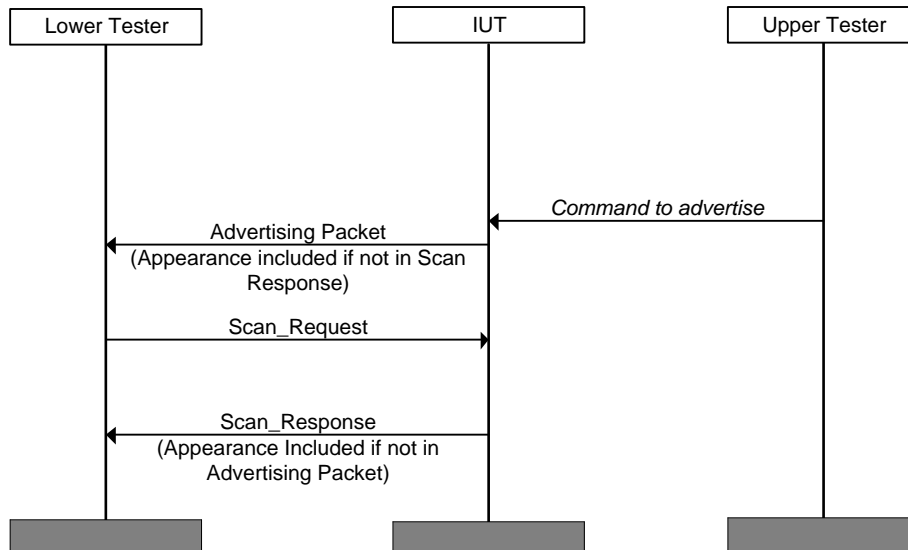 Lower Tester
IUT
Upper Tester
Command to advertise
Advertising Packet
(Appearance included if not in Scan
Response)
Scan_Request
Scan_Response
(Appearance Included if not in
Advertising Packet)